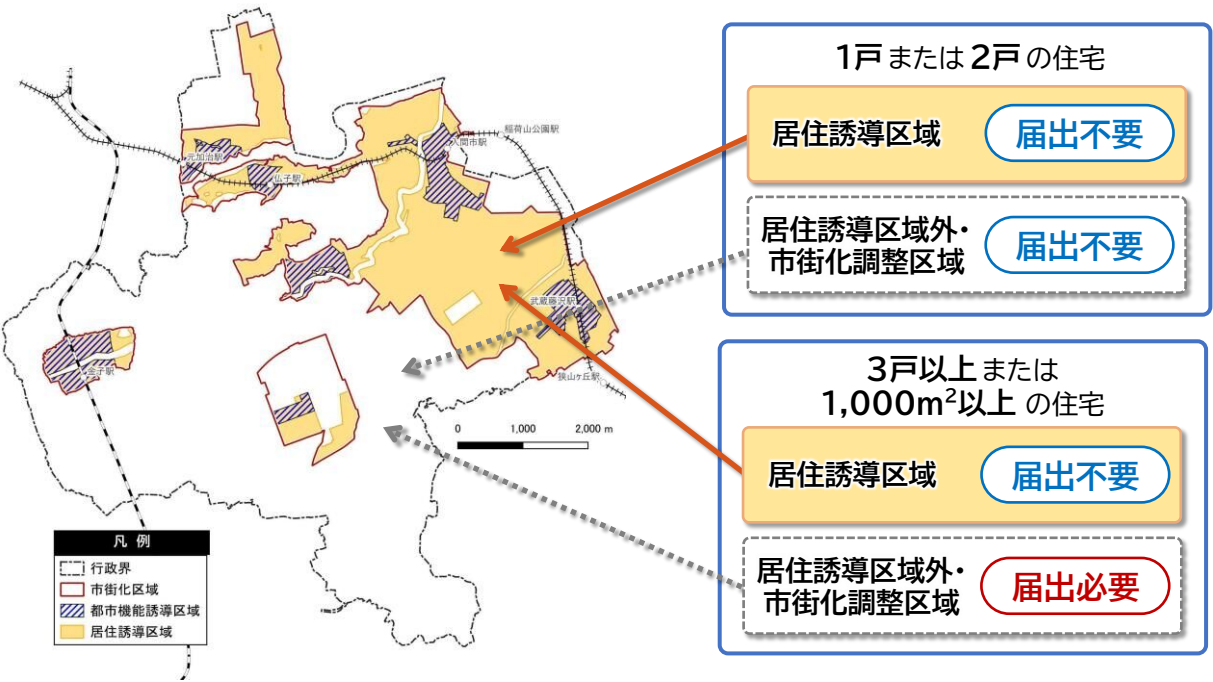 稲荷山公園駅
入間市駅
元加治駅
仏子駅
武蔵藤沢駅
金子駅
狭山ヶ丘駅
0 1,000 2,000 m
凡 例
行政界
市街化区域
都市機能誘導区域
居住誘導区域
1戸 または 2戸 の住宅
居住誘導区域 届出不要
居住誘導区域外・
市街化調整区域
届出不要
3戸以上 または
1,000m²以上 の住宅
居住誘導区域 届出不要
居住誘導区域外・
市街化調整区域
届出必要